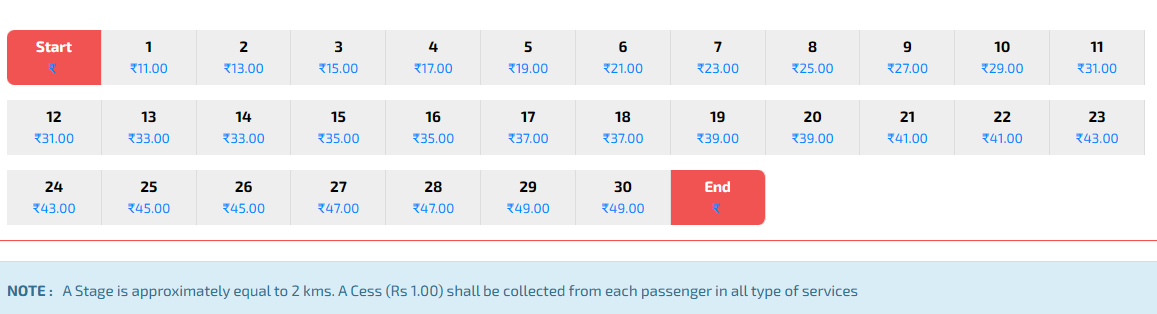 Start 1 2 3 4 5 6 7 8 9 10 11
₹ ₹11.00 ₹13.00 ₹15.00 ₹17.00 ₹19.00 ₹21.00 ₹23.00 ₹25.00 ₹27.00 ₹29.00 ₹31.00
12 13 14 15 16 17 18 19 20 21 22 23
₹31.00 ₹33.00 ₹33.00 ₹35.00 ₹35.00 ₹37.00 ₹37.00 ₹39.00 ₹39.00 ₹41.00 ₹41.00 ₹43.00
24 25 26 27 28 29 30 End
₹43.00 ₹45.00 ₹45.00 ₹47.00 ₹47.00 ₹49.00 ₹49.00 ₹
NOTE : A Stage is approximately equal to 2 kms. A Cess (Rs 1.00) shall be collected from each passenger in all type of services